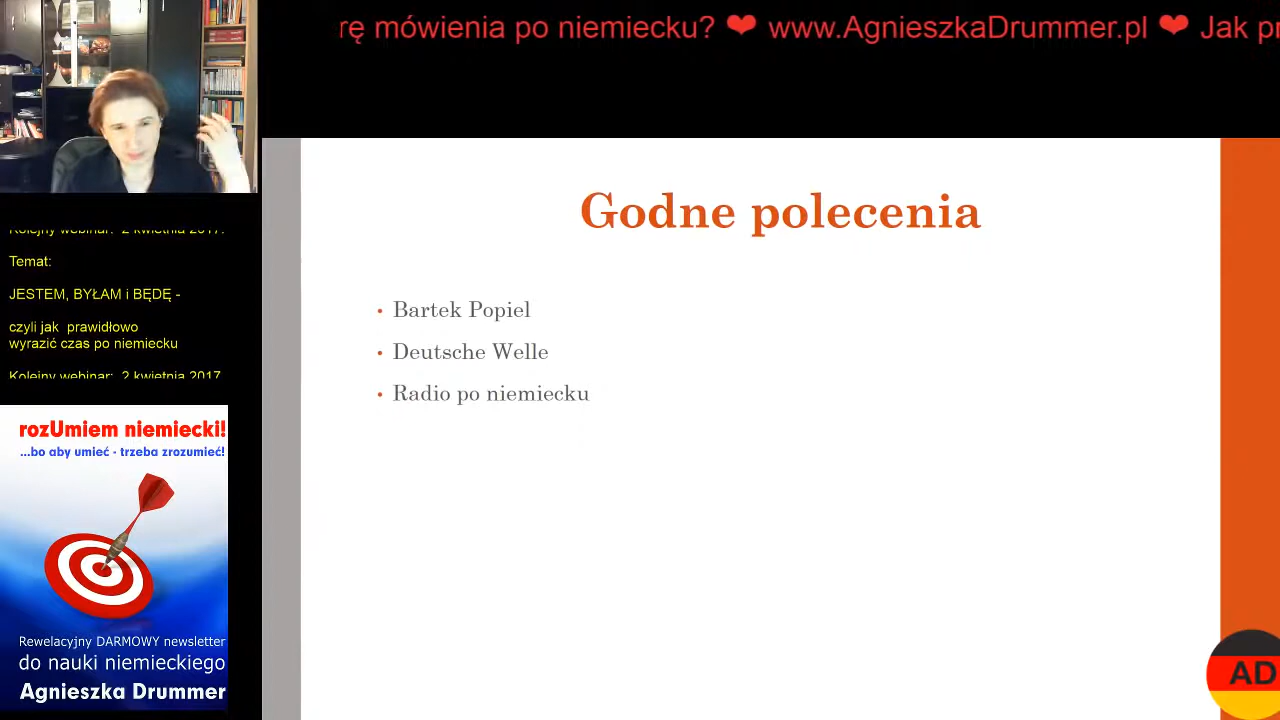 rę mówienia po niemiecku? ❤ www.AgnieszkaDrummer.pl ❤ Jak pr
Kolejny webinar: 2 kwietnia 2017.
Temat:
JESTEM, BYŁAM i BĘDĘ -
czyli jak prawidłowo
wyrazić czas po niemiecku
Kolejny webinar: 2 kwietnia 2017
rozUmiem niemiecki!
...bo aby umieć - trzeba zrozumieć!
Rewelacyjny DARMOWY newsletter
do nauki niemieckiego
Agnieszka Drummer
Godne polecenia
• Bartek Popiel
• Deutsche Welle
• Radio po niemiecku
AD